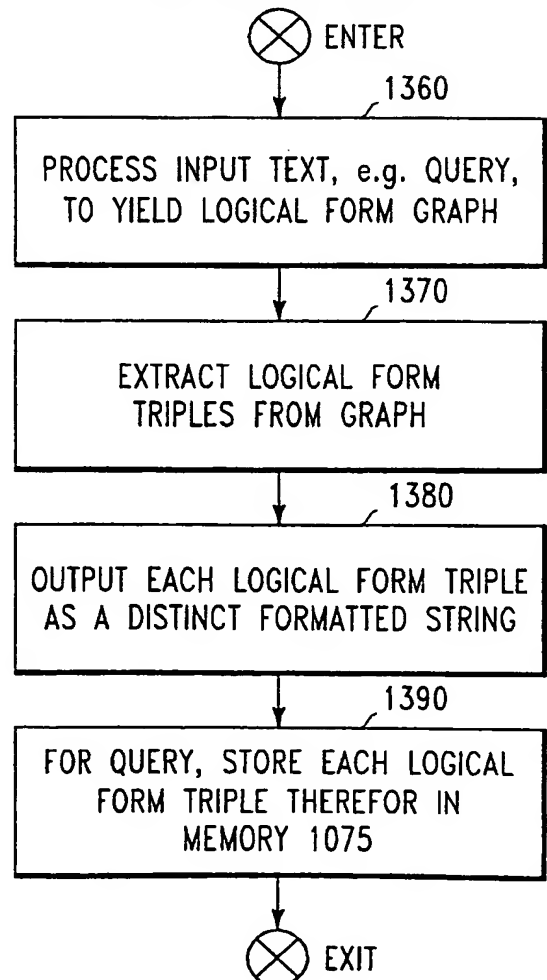 ENTER
1360
PROCESS INPUT TEXT, e.g. QUERY,
TO YIELD LOGICAL FORM GRAPH
1370
EXTRACT LOGICAL FORM
TRIPLES FROM GRAPH
1380
OUTPUT EACH LOGICAL FORM TRIPLE
AS A DISTINCT FORMATTED STRING
1390
FOR QUERY, STORE EACH LOGICAL
FORM TRIPLE THEREFOR IN
MEMORY 1075
EXIT